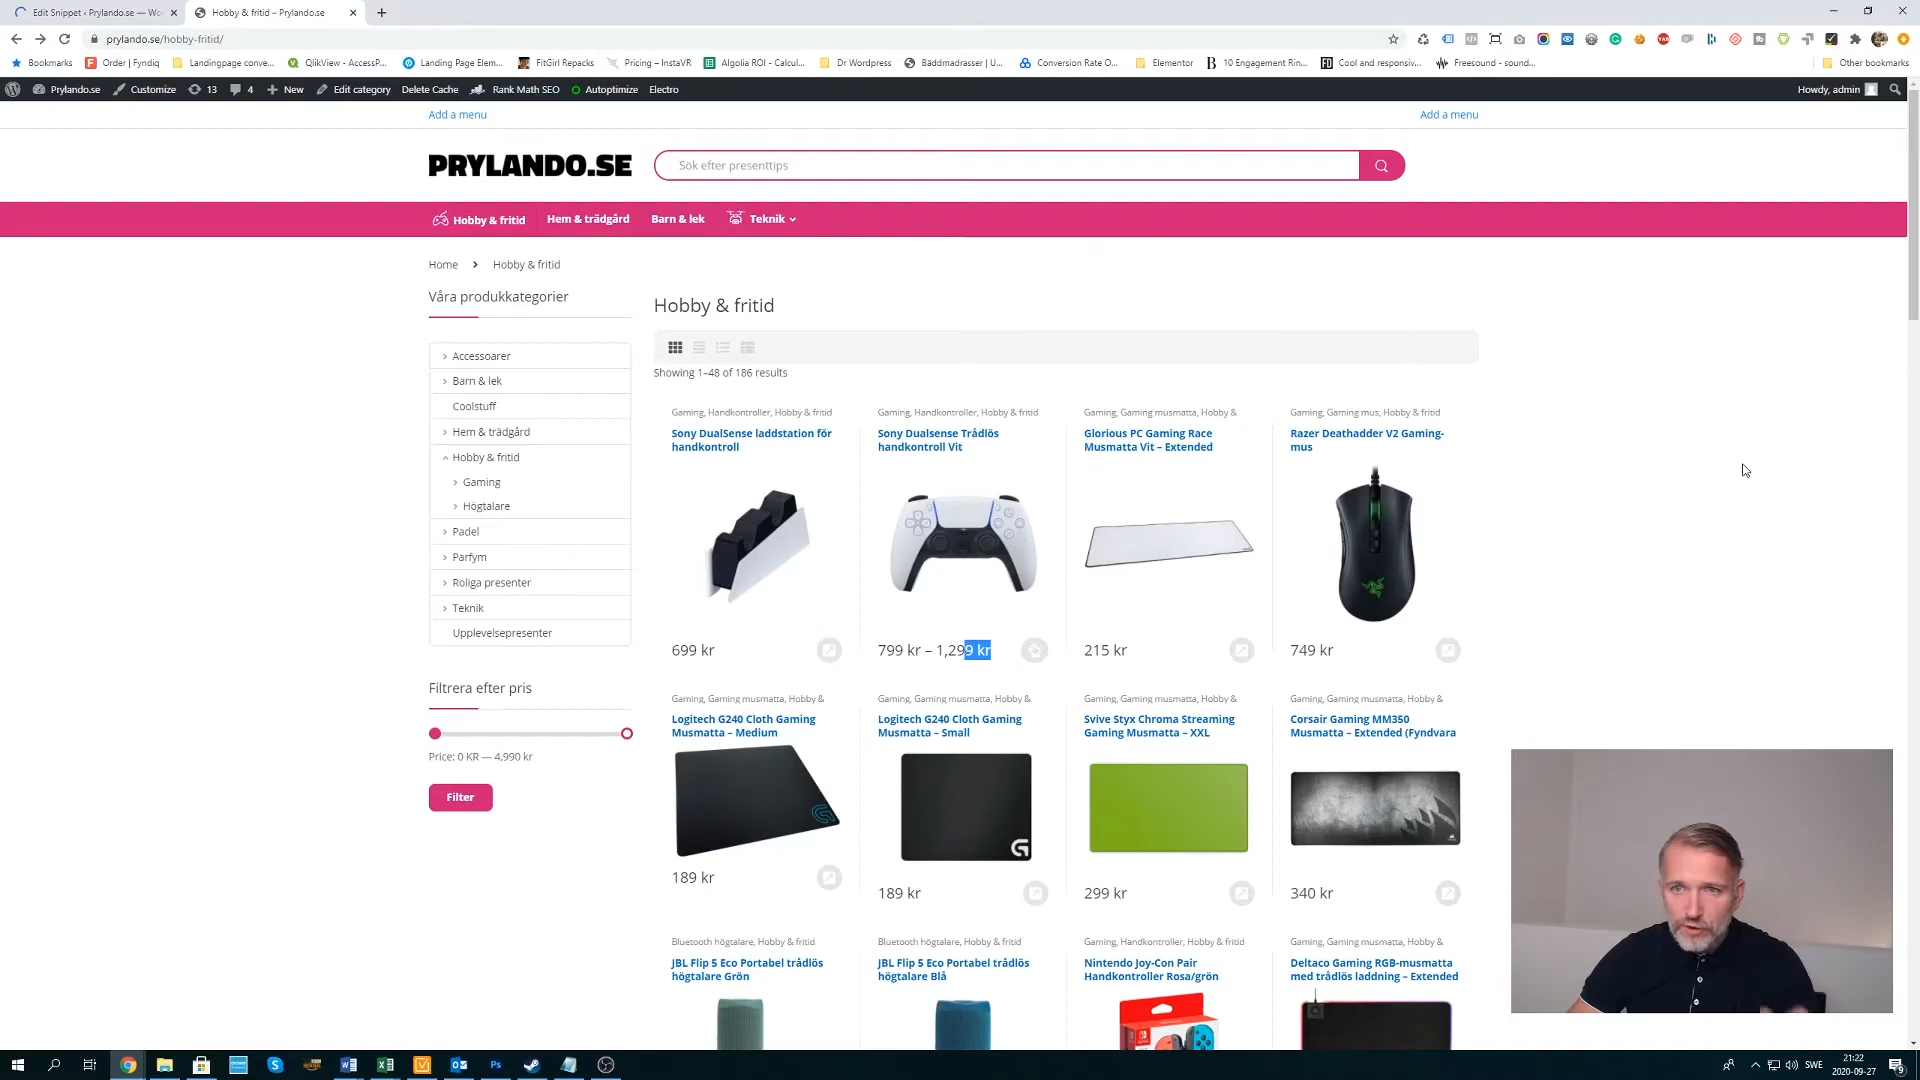 Edit Snippet ‹ Prylando.se — Wo
Hobby & fritid – Prylando.se
prylando.se/hobby-fritid/
Bookmarks
Order | Fyndiq
Landingpage conve...
QlikView - AccessP...
Landing Page Elem...
FitGirl Repacks
Pricing – InstaVR
Algolia ROI - Calcul...
Dr Wordpress
Bäddmadrasser | U...
Conversion Rate O...
Elementor
10 Engagement Rin...
Cool and responsiv...
Freesound - sound...
Other bookmarks
Prylando.se
Customize
13
4
New
Edit category
Delete Cache
Rank Math SEO
Autoptimize
Electro
Howdy, admin
Add a menu
Add a menu
PRYLANDO.SE
Sök efter presenttips
Hobby & fritid
Hem & trädgård
Barn & lek
Teknik
Home
Hobby & fritid
Våra produktkategorier
Accessoarer
Barn & lek
Coolstuff
Hem & trädgård
Hobby & fritid
Gaming
Högtalare
Padel
Parfym
Roliga presenter
Teknik
Upplevelsepresenter
Filtrera efter pris
Price: 0 KR — 4,990 kr
Filter
Hobby & fritid
Showing 1–48 of 186 results
Gaming, Handkontroller, Hobby & fritid
Sony DualSense laddstation för
handkontroll
699 kr
Gaming, Handkontroller, Hobby & fritid
Sony Dualsense Trådlös
handkontroll Vit
799 kr – 1,299 kr
Gaming, Gaming musmatta, Hobby &
Glorious PC Gaming Race
Musmatta Vit – Extended
215 kr
Gaming, Gaming mus, Hobby & fritid
Razer Deathadder V2 Gaming-
mus
749 kr
Gaming, Gaming musmatta, Hobby &
Logitech G240 Cloth Gaming
Musmatta – Medium
189 kr
Gaming, Gaming musmatta, Hobby &
Logitech G240 Cloth Gaming
Musmatta – Small
189 kr
Gaming, Gaming musmatta, Hobby &
Svive Styx Chroma Streaming
Gaming Musmatta – XXL
299 kr
Gaming, Gaming musmatta, Hobby &
Corsair Gaming MM350
Musmatta – Extended (Fyndvara
340 kr
Bluetooth högtalare, Hobby & fritid
JBL Flip 5 Eco Portabel trådlös
högtalare Grön
Bluetooth högtalare, Hobby & fritid
JBL Flip 5 Eco Portabel trådlös
högtalare Blå
Gaming, Handkontroller, Hobby & fritid
Nintendo Joy-Con Pair
Handkontroller Rosa/grön
Gaming, Gaming musmatta, Hobby &
Deltaco Gaming RGB-musmatta
med trådlös laddning – Extended
SWE
21:22
2020-09-27